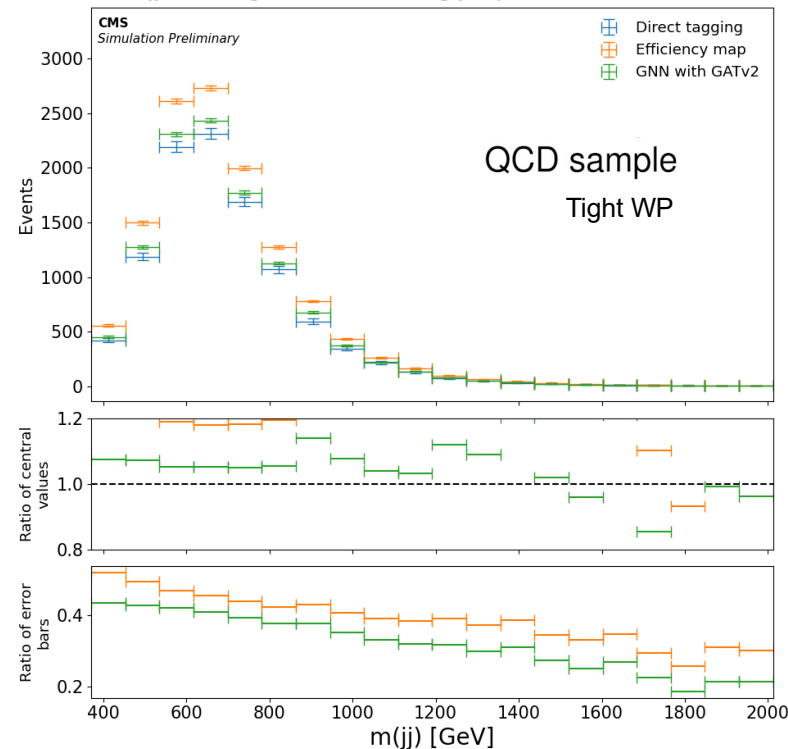 CMS
Simulation Preliminary
Direct tagging
Efficiency map
GNN with GATv2
QCD sample
Tight WP
Events
3000
2500
2000
1500
1000
500
0
Ratio of central
values
1.2
1.0
0.8
Ratio of error
bars
0.4
0.2
400 600 800 1000 1200 1400 1600 1800 2000
m(jj) [GeV]